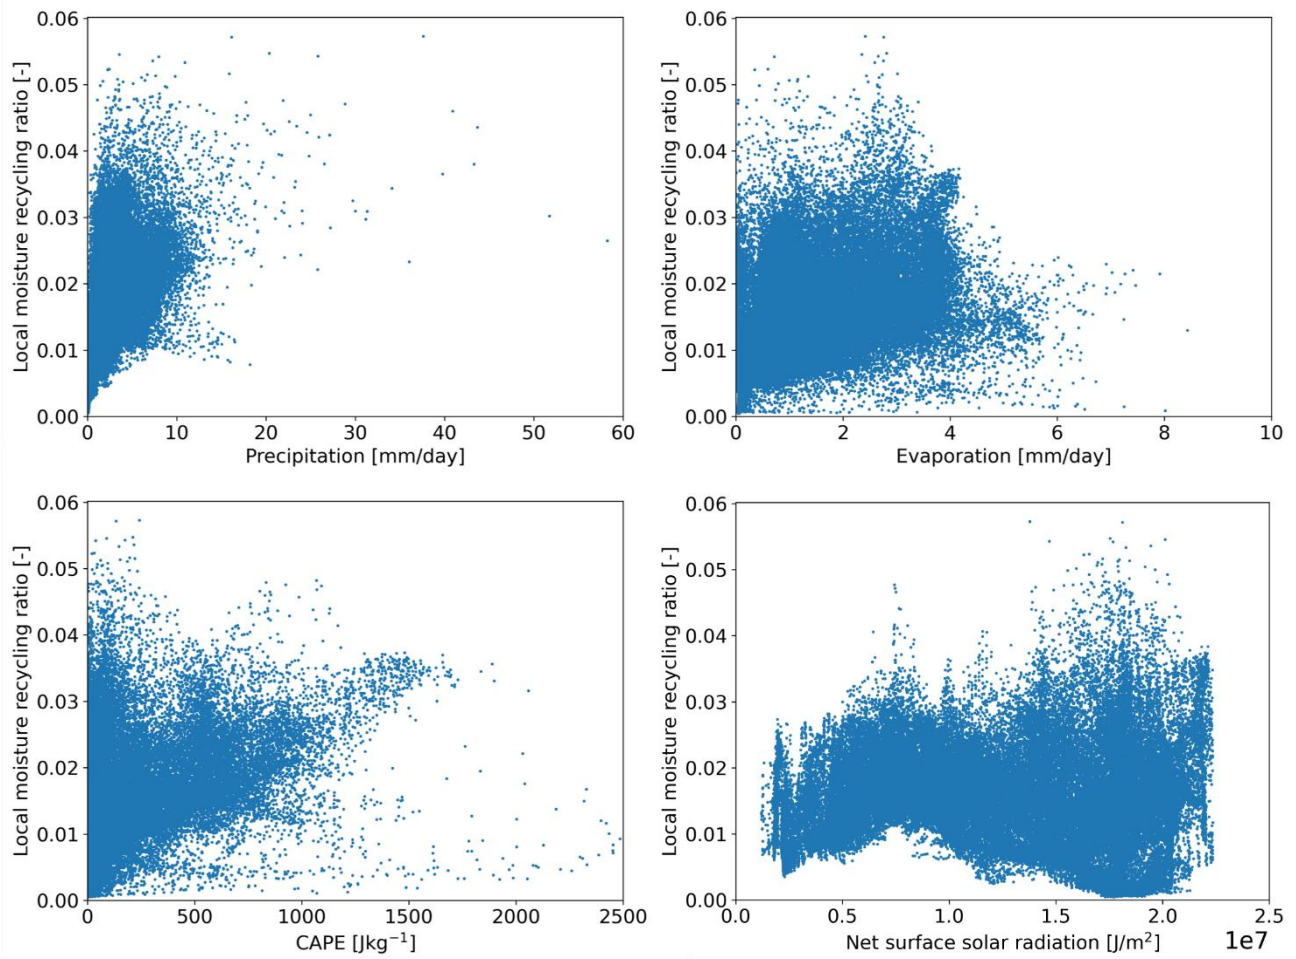 0.06
0.05
0.04
0.03
0.02
0.01
0.00
Local moisture recycling ratio [-]
0 10 20 30 40 50 60
Precipitation [mm/day]
0.06
0.05
0.04
0.03
0.02
0.01
0.00
Local moisture recycling ratio [-]
0 2 4 6 8 10
Evaporation [mm/day]
0.06
0.05
0.04
0.03
0.02
0.01
0.00
Local moisture recycling ratio [-]
0 500 1000 1500 2000 2500
CAPE [Jkg⁻¹]
0.06
0.05
0.04
0.03
0.02
0.01
0.00
Local moisture recycling ratio [-]
0.0 0.5 1.0 1.5 2.0 2.5
Net surface solar radiation [J/m²] 1e7